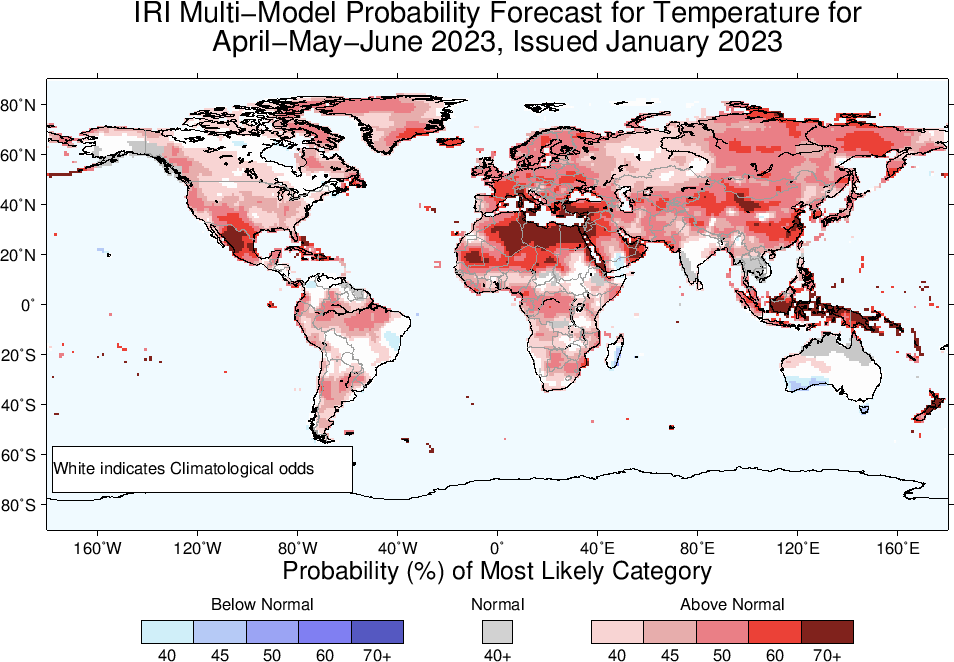 IRI Multi−Model Probability Forecast for Temperature for
April−May−June 2023, Issued January 2023
80˚N
60˚N
40˚N
20˚N
0˚
20˚S
40˚S
60˚S
80˚S
White indicates Climatological odds
160˚W 120˚W 80˚W 40˚W 0˚ 40˚E 80˚E 120˚E 160˚E
Probability (%) of Most Likely Category
Below Normal Normal Above Normal
40 45 50 60 70+ 40+ 40 45 50 60 70+